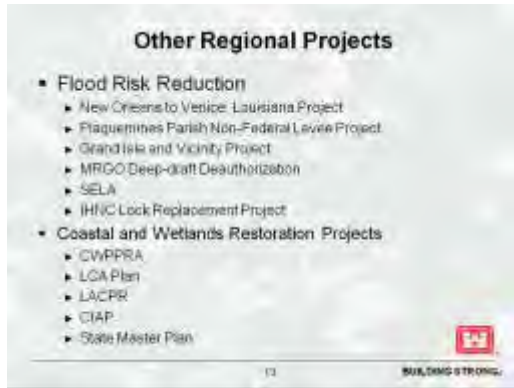 Other Regional Projects
Flood Risk Reduction
New Orleans to Venice Louisiana Project
Plaquemines Parish Non-Federal Levee Project
Grand Isle and Vicinity Project
MRGO Deep-draft Deauthorization
SELA
IHNC Lock Replacement Project
Coastal and Wetlands Restoration Projects
CWPPRA
LCA Plan
LACPR
CIAP
State Master Plan
BUILDING STRONG®